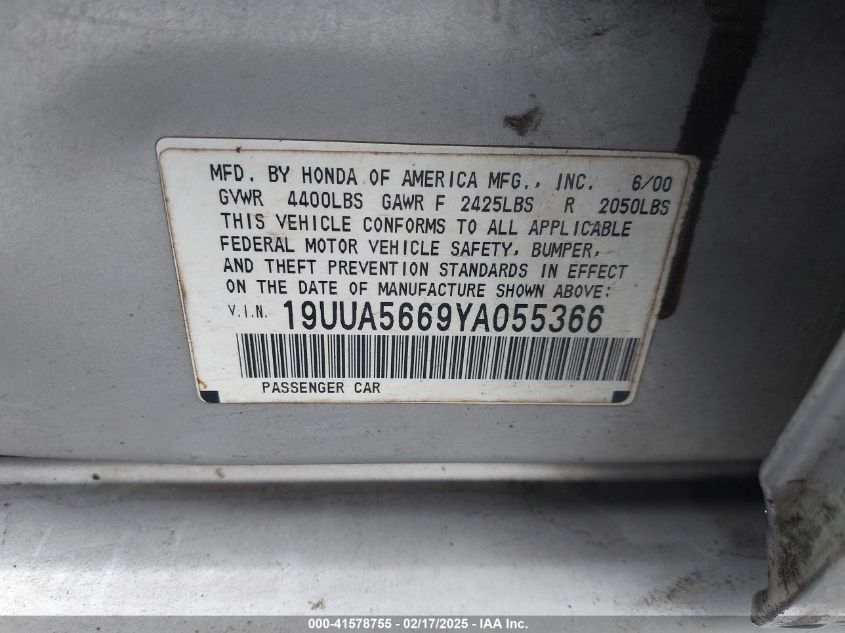 MFD. BY HONDA OF AMERICA MFG., INC. 6/00
GVWR 4400LBS GAWR F 2425LBS R 2050LBS
THIS VEHICLE CONFORMS TO ALL APPLICABLE
FEDERAL MOTOR VEHICLE SAFETY, BUMPER,
AND THEFT PREVENTION STANDARDS IN EFFECT
ON THE DATE OF MANUFACTURE SHOWN ABOVE:
V.I.N. 19UUA5669YA055366
PASSENGER CAR
000-41578755 - 02/17/2025 - IAA Inc.